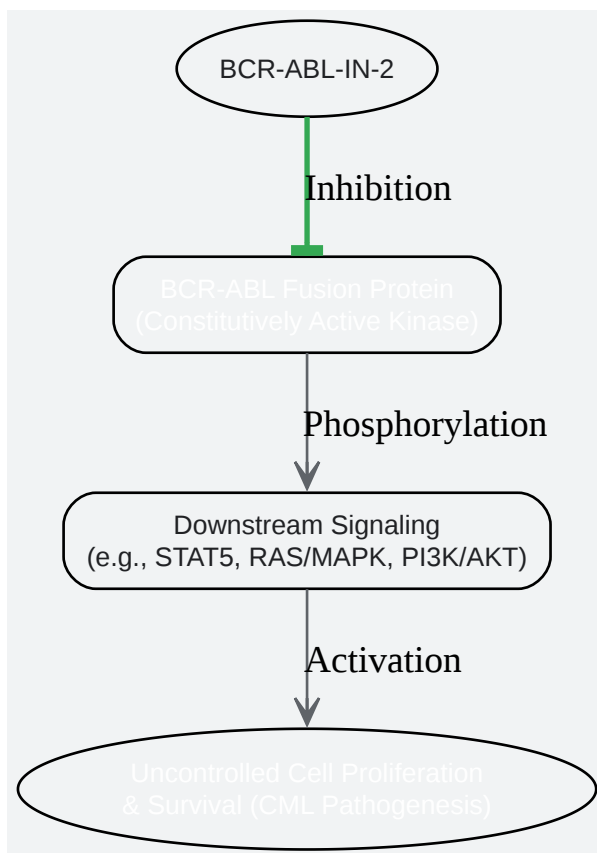 BCR-ABL-IN-2
Inhibition
BCR-ABL Fusion Protein
(Constitutively Active Kinase)
Phosphorylation
Downstream Signaling
(e.g., STAT5, RAS/MAPK, PI3K/AKT)
Activation
Uncontrolled Cell Proliferation
& Survival (CML Pathogenesis)